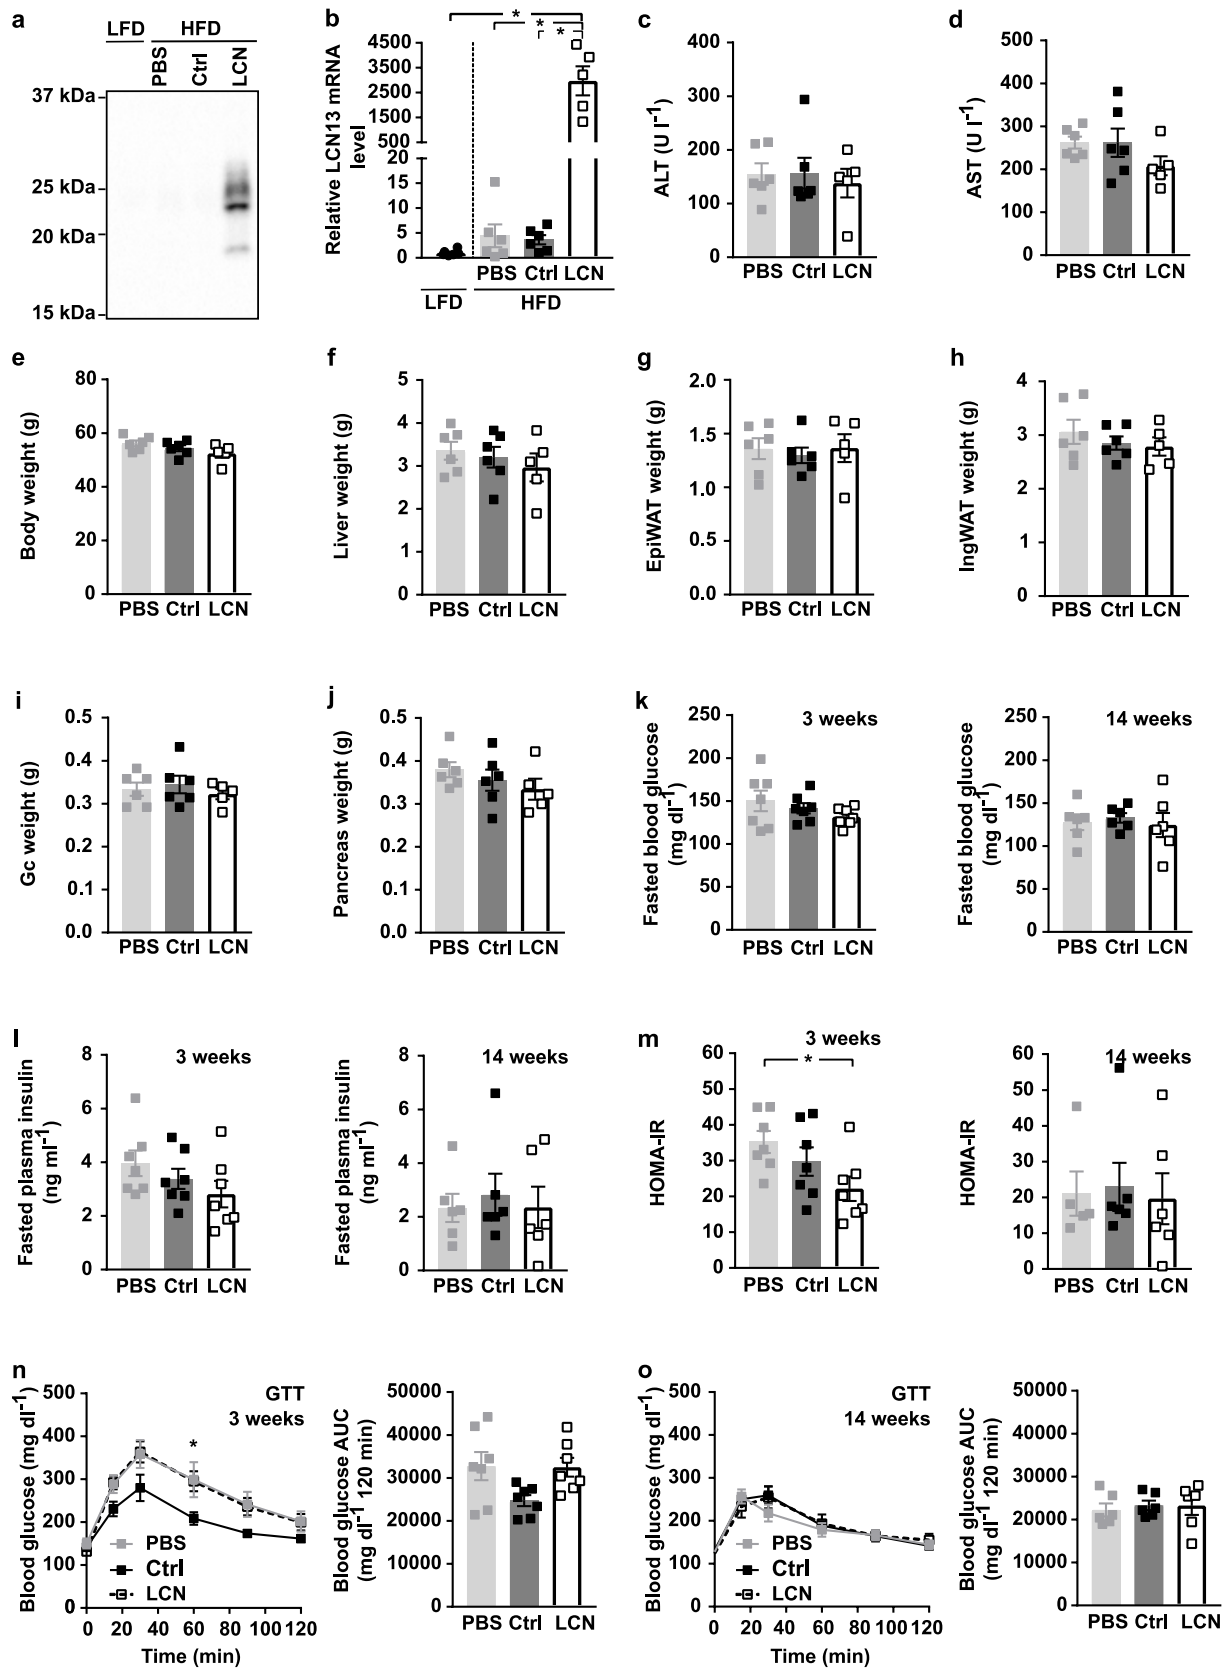 a
LFD HFD
PBS
Ctrl
LCN
37 kDa
25 kDa
20 kDa
15 kDa
b
* * *
Relative LCN13 mRNA
level
4500
3500
2500
1500
500
20
15
10
5
0
PBS Ctrl LCN
LFD HFD
c
ALT (U l⁻¹)
400
300
200
100
0
PBS Ctrl LCN
d
AST (U l⁻¹)
500
400
300
200
100
0
PBS Ctrl LCN
e
Body weight (g)
80
60
40
20
0
PBS Ctrl LCN
f
Liver weight (g)
5
4
3
2
1
0
PBS Ctrl LCN
g
EpiWAT weight (g)
2.0
1.5
1.0
0.5
0.0
PBS Ctrl LCN
h
IngWAT weight (g)
4
3
2
1
0
PBS Ctrl LCN
i
Gc weight (g)
0.5
0.4
0.3
0.2
0.1
0.0
PBS Ctrl LCN
j
Pancreas weight (g)
0.5
0.4
0.3
0.2
0.1
0.0
PBS Ctrl LCN
k
3 weeks
Fasted blood glucose
(mg dl⁻¹)
250
200
150
100
50
0
PBS Ctrl LCN
14 weeks
Fasted blood glucose
(mg dl⁻¹)
250
200
150
100
50
0
PBS Ctrl LCN
l
3 weeks
Fasted plasma insulin
(ng ml⁻¹)
8
6
4
2
0
PBS Ctrl LCN
14 weeks
Fasted plasma insulin
(ng ml⁻¹)
8
6
4
2
0
PBS Ctrl LCN
m
3 weeks
*
HOMA-IR
60
50
40
30
20
10
0
PBS Ctrl LCN
14 weeks
HOMA-IR
60
50
40
30
20
10
0
PBS Ctrl LCN
n
GTT
3 weeks
*
Blood glucose (mg dl⁻¹)
500
400
300
200
100
0
PBS
Ctrl
LCN
0 20 40 60 80 100 120
Time (min)
Blood glucose AUC
(mg dl⁻¹ 120 min)
50000
40000
30000
20000
10000
0
PBS Ctrl LCN
o
GTT
14 weeks
Blood glucose (mg dl⁻¹)
500
400
300
200
100
0
PBS
Ctrl
LCN
0 20 40 60 80 100 120
Time (min)
Blood glucose AUC
(mg dl⁻¹ 120 min)
50000
40000
30000
20000
10000
0
PBS Ctrl LCN